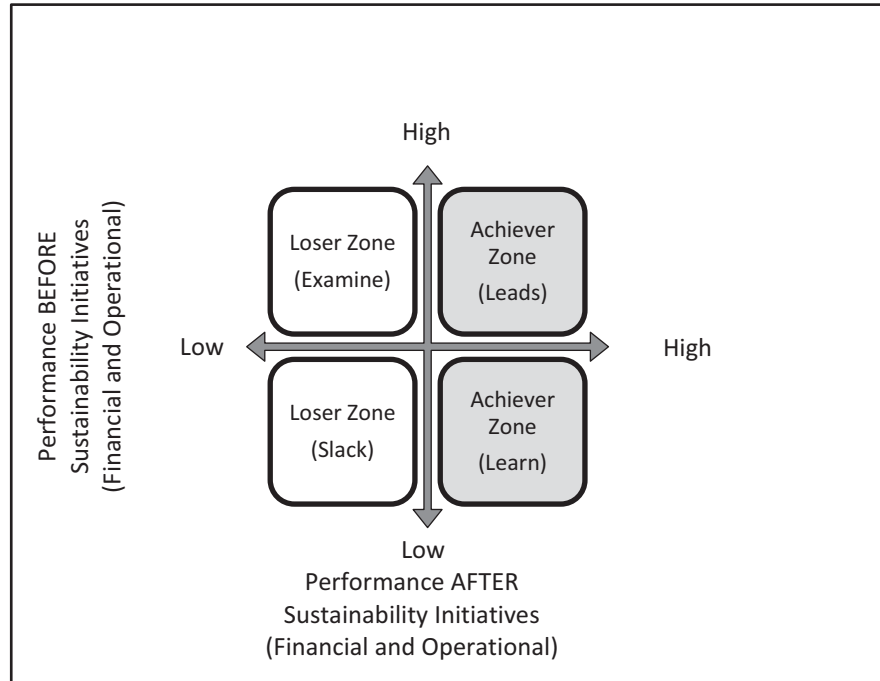 High
Loser Zone
(Examine)
Achiever
Zone
(Leads)
Performance BEFORE
Sustainability Initiatives
(Financial and Operational)
Low
High
Loser Zone
(Slack)
Achiever
Zone
(Learn)
Low
Performance AFTER
Sustainability Initiatives
(Financial and Operational)